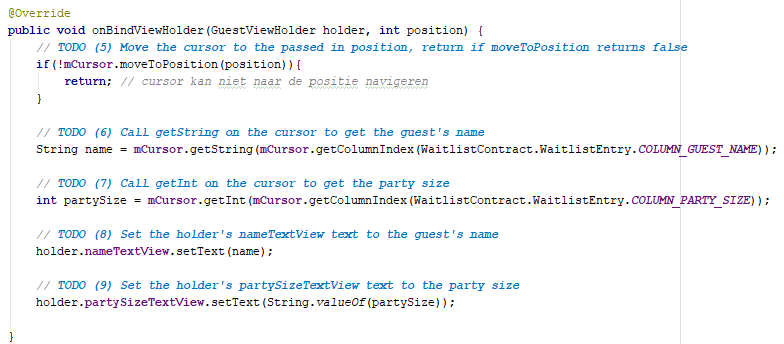 @Override
public void onBindViewHolder(GuestViewHolder holder, int position) {
// TODO (5) Move the cursor to the passed in position, return if moveToPosition returns false
if(!mCursor.moveToPosition(position)){
return; // cursor kan niet naar de positie navigeren
}
// TODO (6) Call getString on the cursor to get the guest's name
String name = mCursor.getString(mCursor.getColumnIndex(WaitlistContract.WaitlistEntry.COLUMN_GUEST_NAME));
// TODO (7) Call getInt on the cursor to get the party size
int partySize = mCursor.getInt(mCursor.getColumnIndex(WaitlistContract.WaitlistEntry.COLUMN_PARTY_SIZE));
// TODO (8) Set the holder's nameTextView text to the guest's name
holder.nameTextView.setText(name);
// TODO (9) Set the holder's partySizeTextView text to the party size
holder.partySizeTextView.setText(String.valueOf(partySize));
}